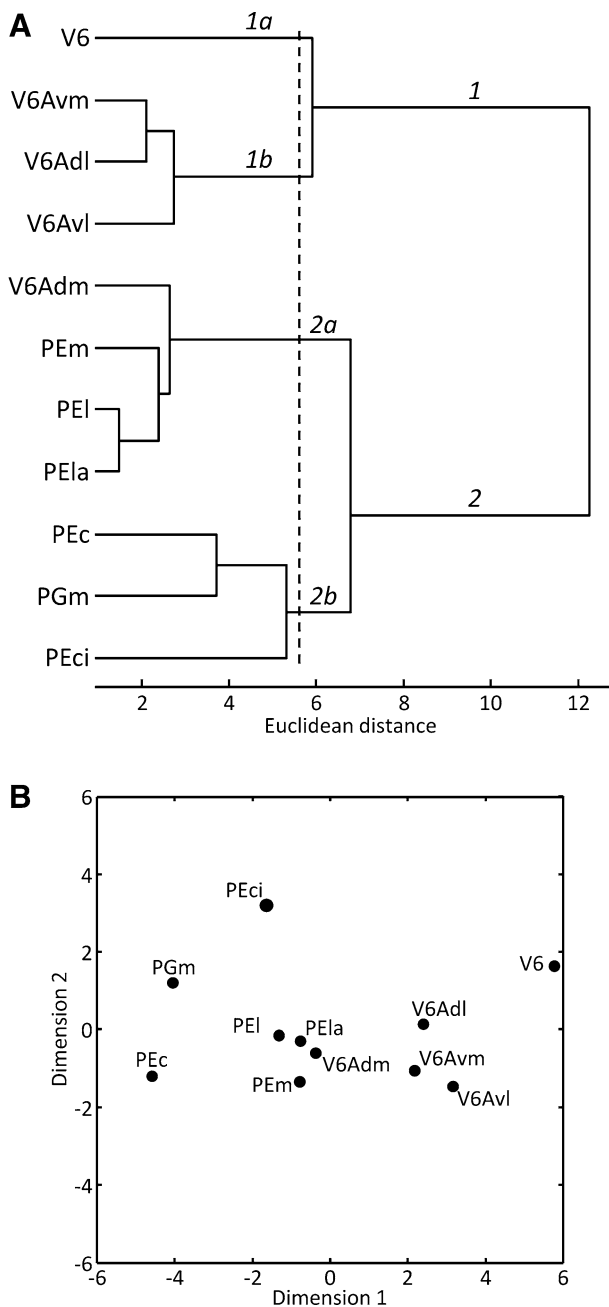 A
V6
1a
V6Avm
1
V6Adl
1b
V6Avl
V6Adm
2a
PEm
PEl
PEla
2
PEc
PGm
2b
PEci
2 4 6 8 10 12
Euclidean distance
B
6
4
PEci
2
PGm
V6
Dimension 2
0
PEl
PEla
V6Adl
PEc
PEm
V6Adm
V6Avm
V6Avl
-2
-4
-6
-6 -4 -2 0 2 4 6
Dimension 1